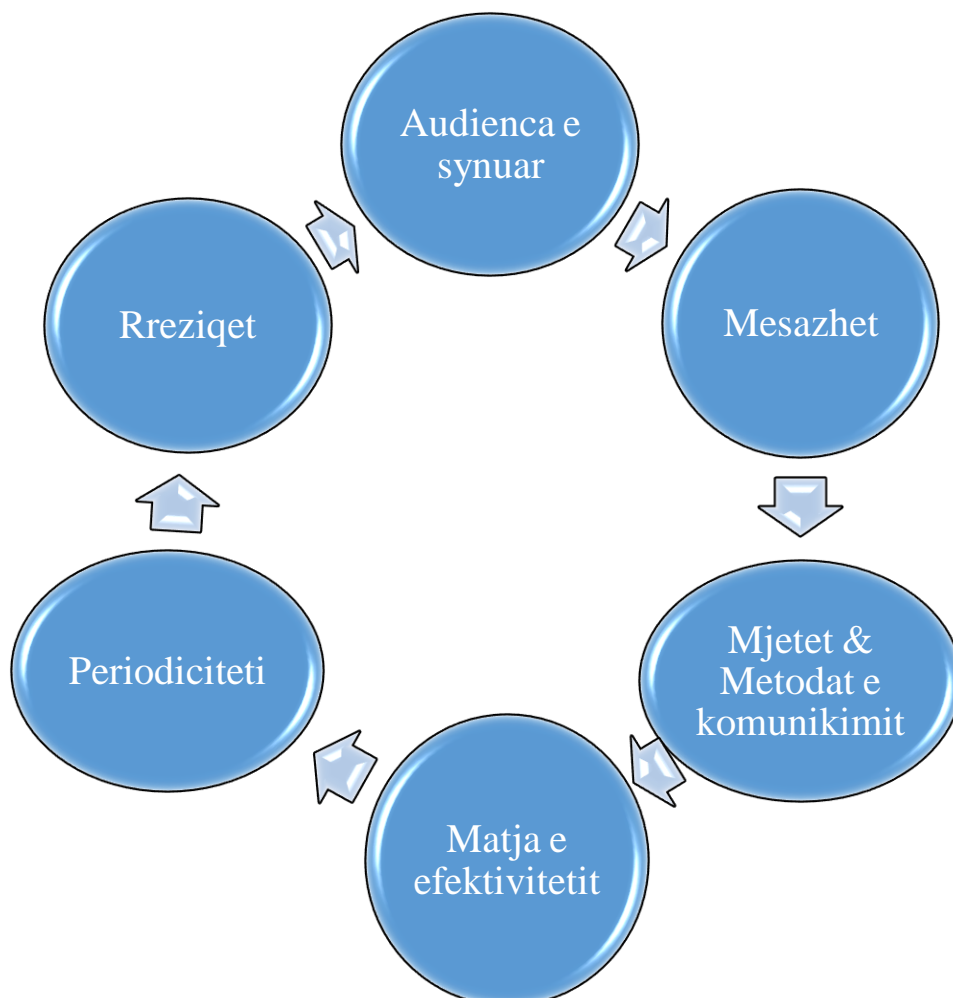 Audienca e
synuar
Mesazhet
Mjetet &
Metodat e
komunikimit
Matja e
efektivitetit
Periodiciteti
Rreziqet